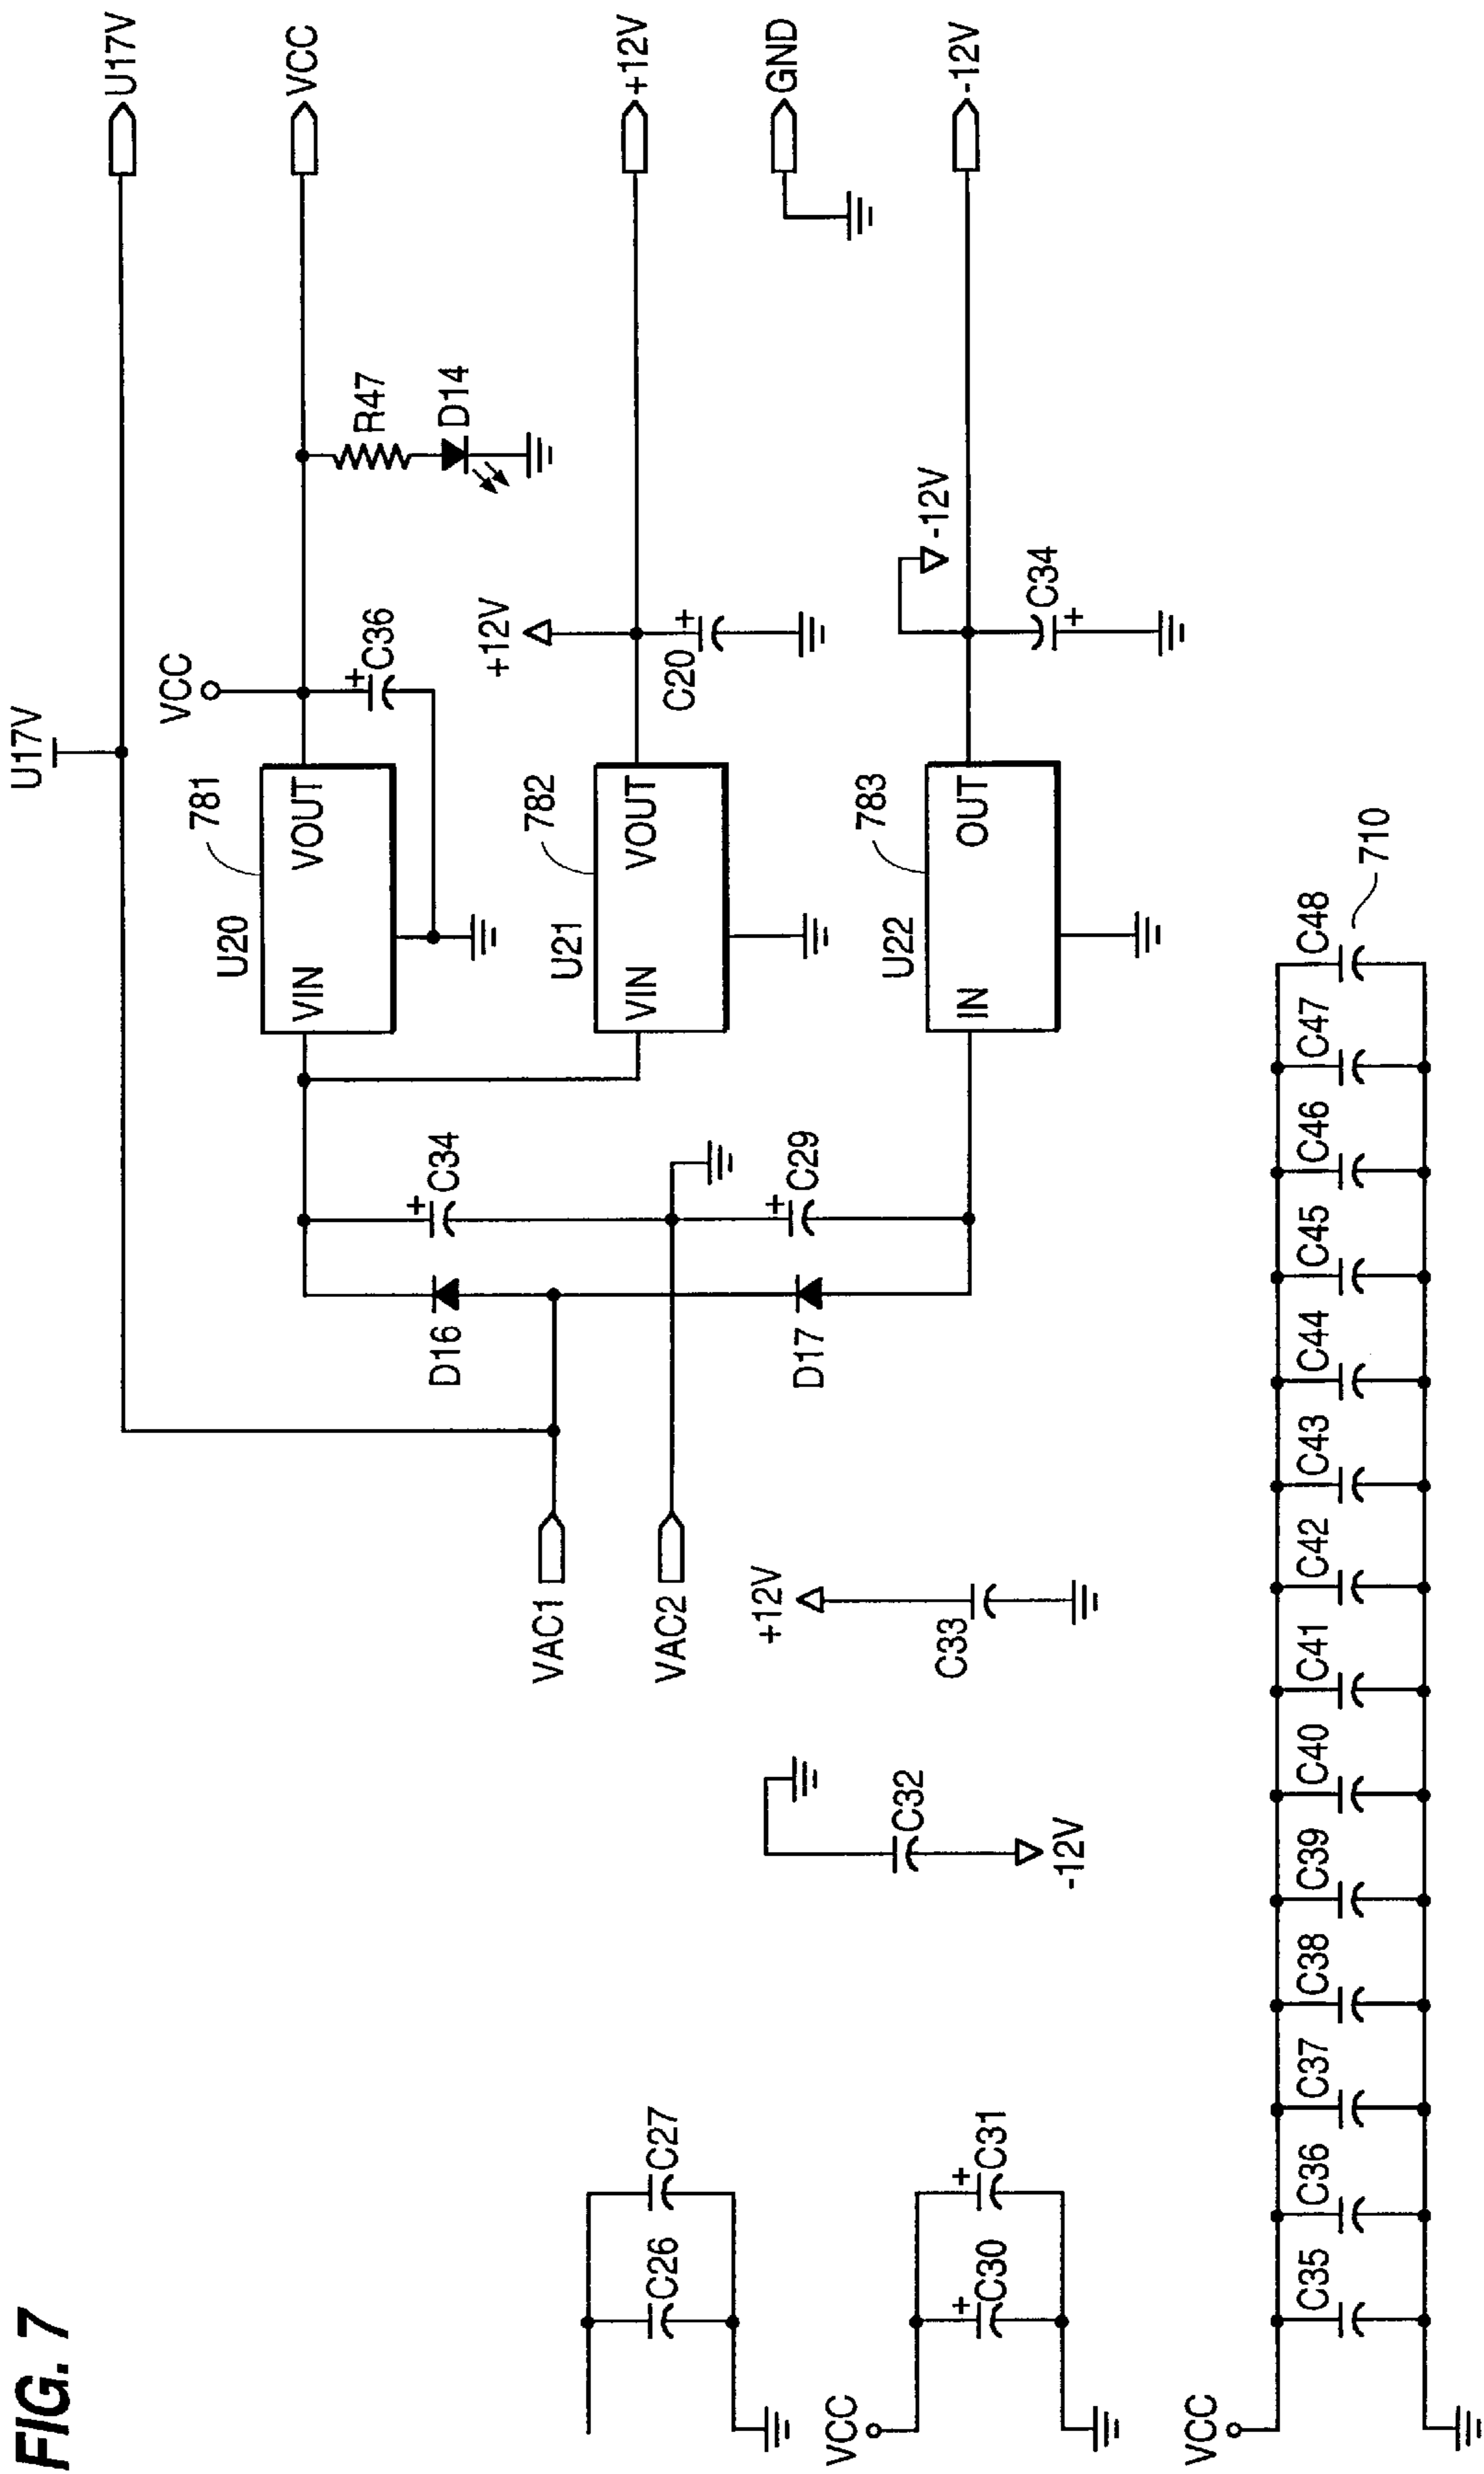 FIG. 7
U17V
U17V
VCC
VCC
U20
781
VIN
VOUT
+
C36
R47
D14
+12V
+12V
U21
782
VIN
VOUT
C20
+
GND
-12V
-12V
U22
783
IN
OUT
C34
+
VAC1
VAC2
D16
+
C34
D17
+
C29
+12V
C33
C32
-12V
C26
C27
VCC
+
C30
+
C31
VCC
C35
C36
C37
C38
C39
C40
C41
C42
C43
C44
C45
C46
C47
C48
710